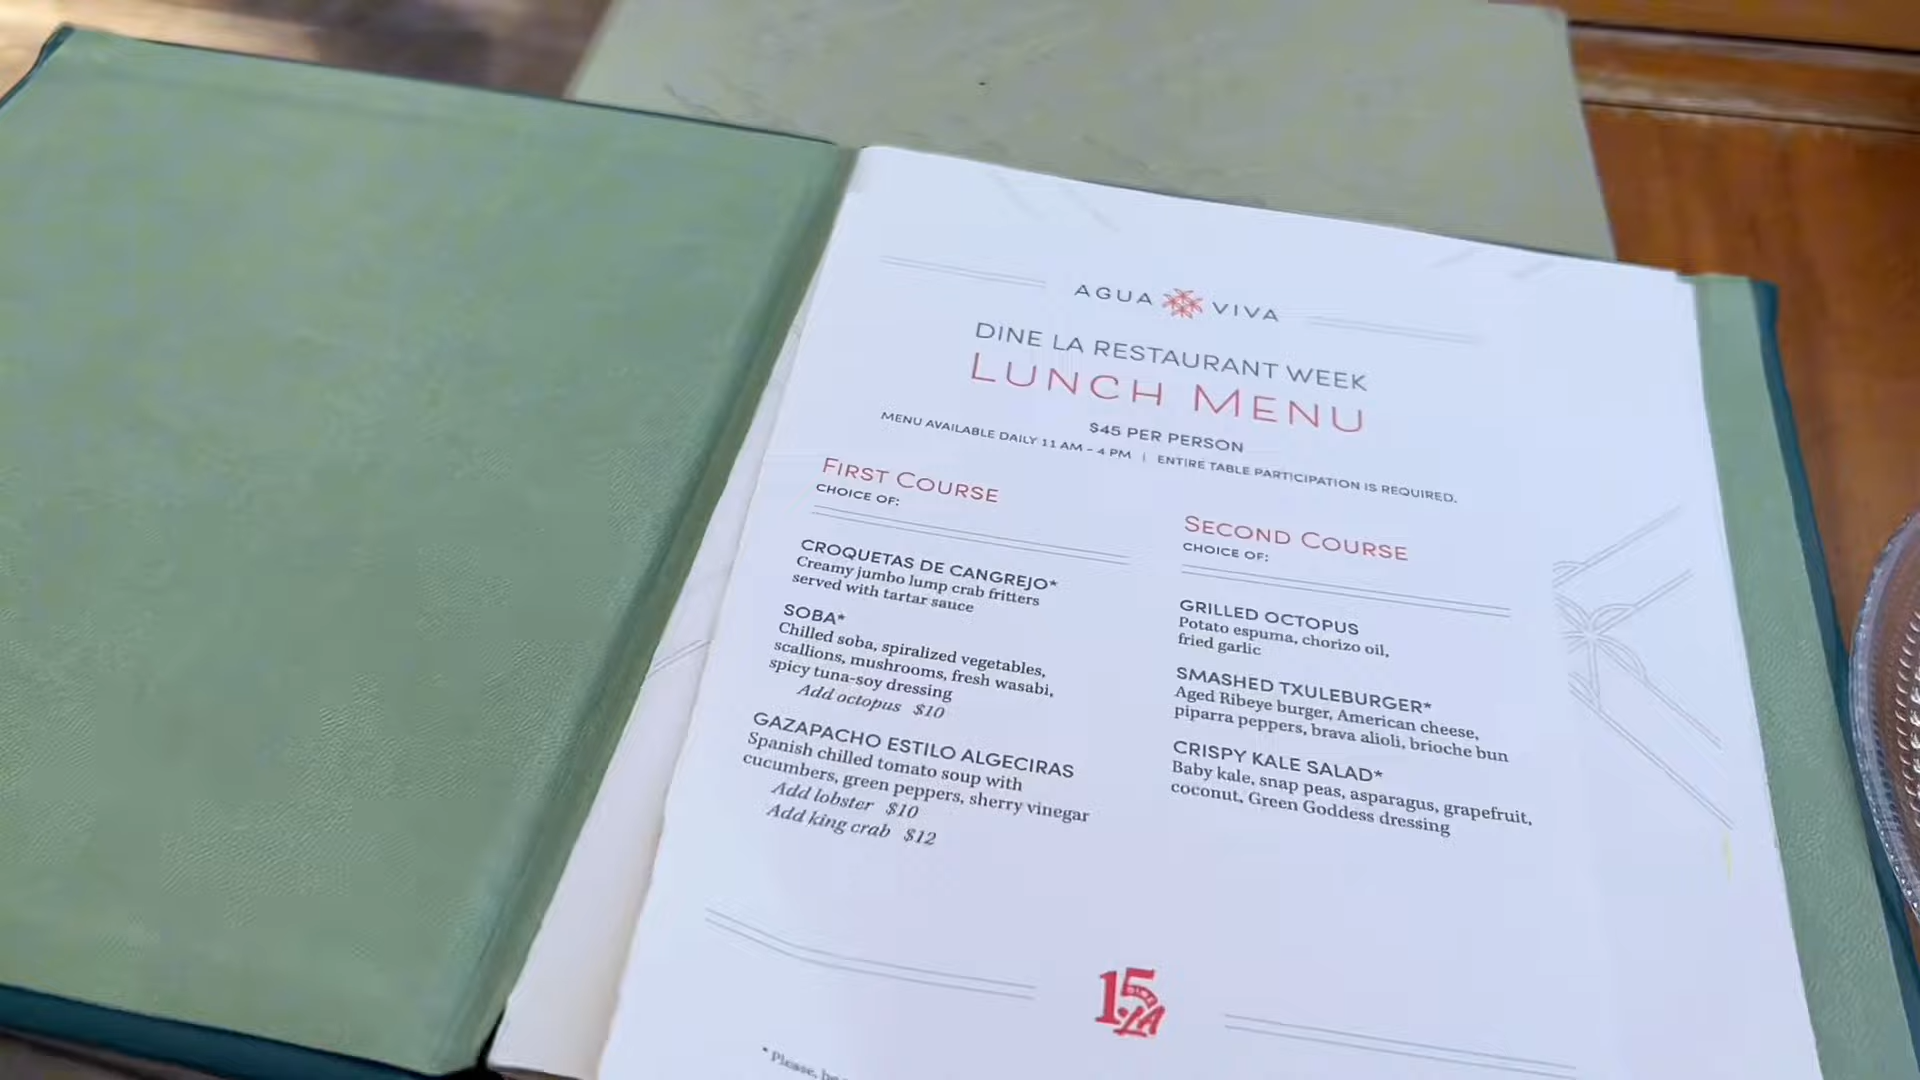 AGUA VIVA
DINE LA RESTAURANT WEEK
LUNCH MENU
$45 PER PERSON
MENU AVAILABLE DAILY 11 AM - 4 PM | ENTIRE TABLE PARTICIPATION IS REQUIRED.
FIRST COURSE
CHOICE OF:
CROQUETAS DE CANGREJO*
Creamy jumbo lump crab fritters
served with tartar sauce
SOBA*
Chilled soba, spiralized vegetables,
scallions, mushrooms, fresh wasabi,
spicy tuna-soy dressing
Add octopus $10
GAZAPACHO ESTILO ALGECIRAS
Spanish chilled tomato soup with
cucumbers, green peppers, sherry vinegar
Add lobster $10
Add king crab $12
SECOND COURSE
CHOICE OF:
GRILLED OCTOPUS
Potato espuma, chorizo oil,
fried garlic
SMASHED TXULEBURGER*
Aged Ribeye burger, American cheese,
piparra peppers, brava alioli, brioche bun
CRISPY KALE SALAD*
Baby kale, snap peas, asparagus, grapefruit,
coconut, Green Goddess dressing
15
LA
* Please,